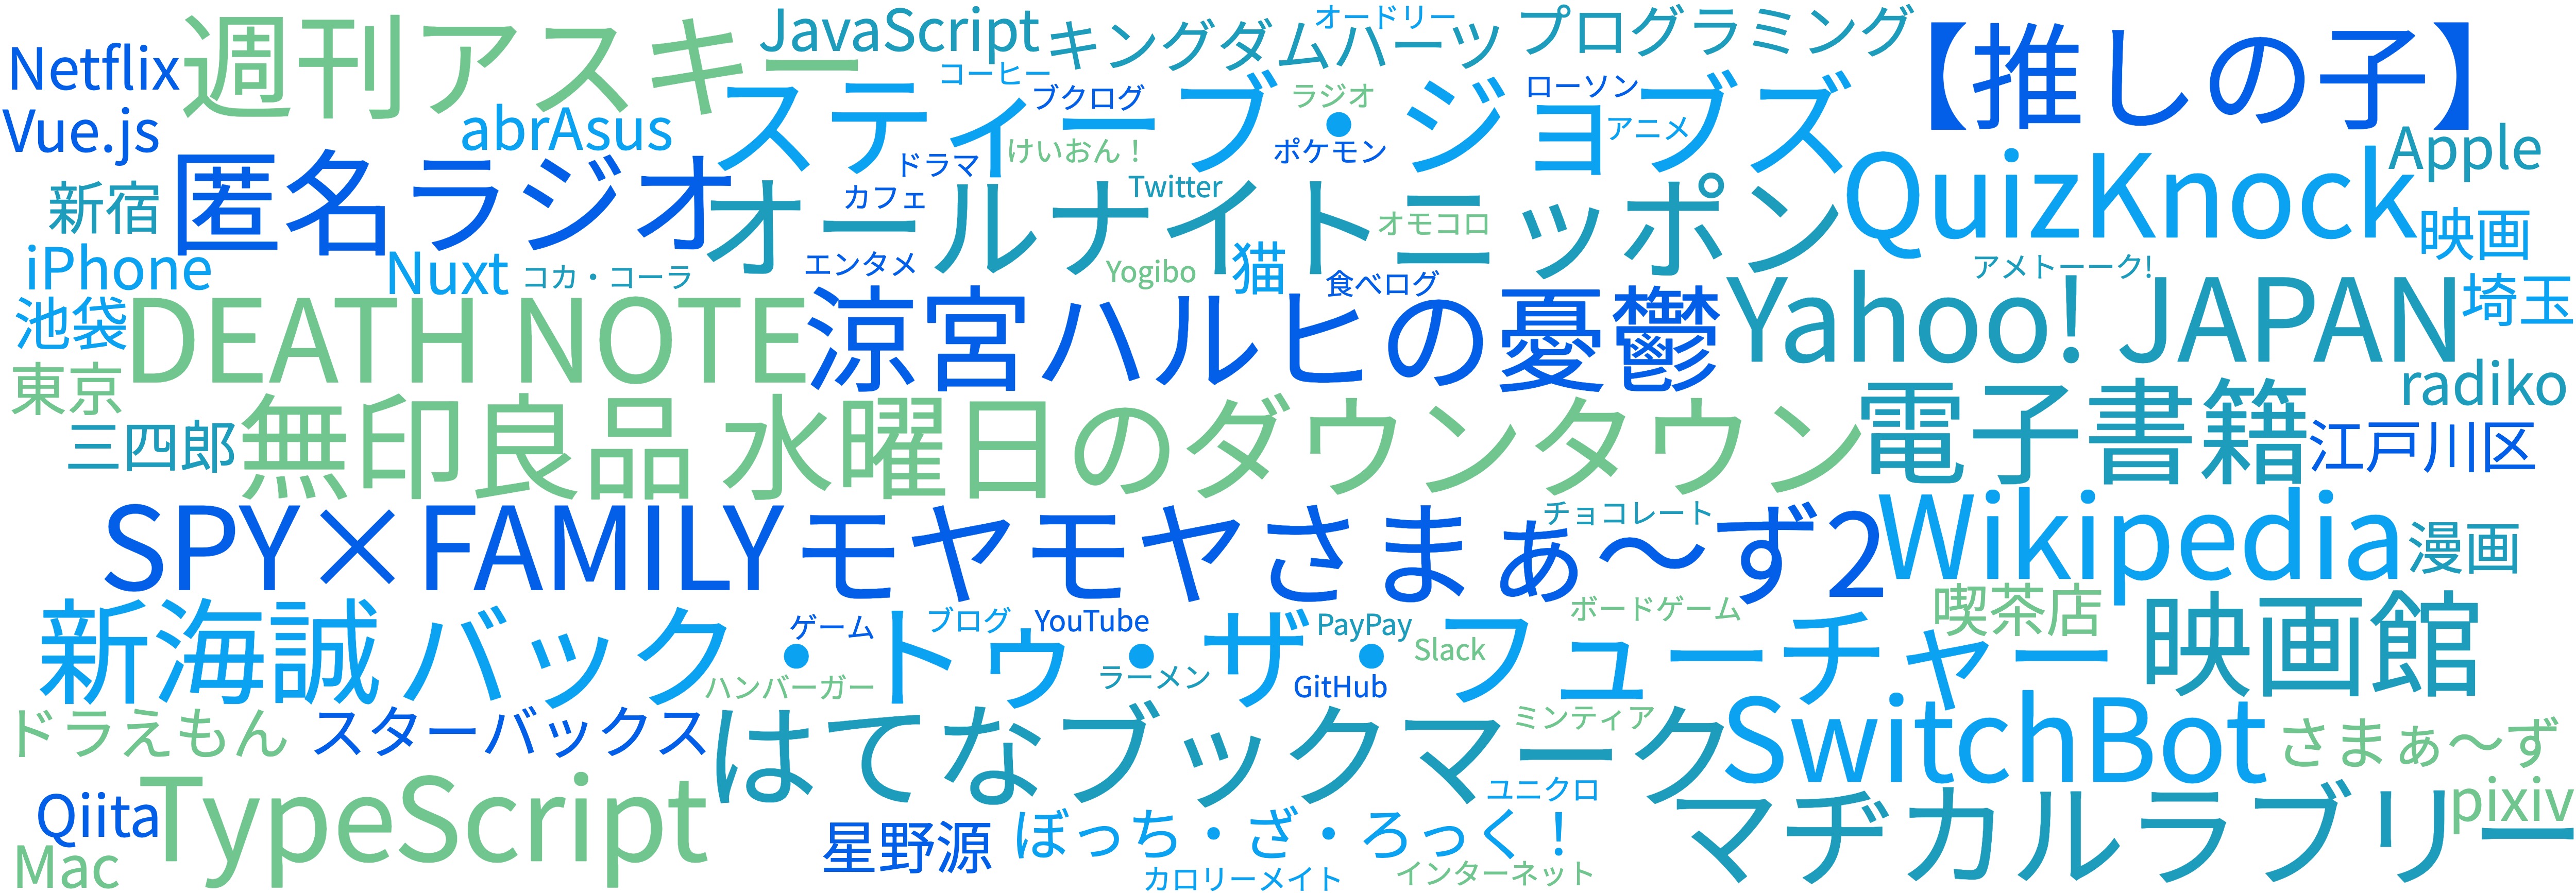 Netflix
週刊アスキー
JavaScript
オードリー
キングダムハーツ
プログラミング
【推しの子】
Vue.js
abrAsus
コーヒー
ブクログ
スティーブ・ジョブズ
ラジオ
ローソン
アニメ
Apple
匿名ラジオ
ドラマ
けいおん！
ポケモン
QuizKnock
新宿
カフェ
Twitter
オールナイトニッポン
オモコロ
映画
iPhone
Nuxt
コカ・コーラ
エンタメ
Yogibo
猫
食べログ
アメトーーク!
池袋
DEATH NOTE
涼宮ハルヒの憂鬱
Yahoo! JAPAN
埼玉
東京
radiko
三四郎
無印良品
水曜日のダウンタウン
電子書籍
江戸川区
SPY×FAMILY
モヤモヤさまぁ〜ず2
チョコレート
Wikipedia
漫画
新海誠
バック・トゥ・ザ・フューチャー
ゲーム
ブログ
YouTube
PayPay
ボードゲーム
喫茶店
映画館
ハンバーガー
ラーメン
GitHub
Slack
ドラえもん
スターバックス
はてなブックマーク
ミンティア
SwitchBot
さまぁ〜ず
Qiita
TypeScript
ユニクロ
マヂカルラブリー
pixiv
Mac
星野源
ぼっち・ざ・ろっく！
カロリーメイト
インターネット